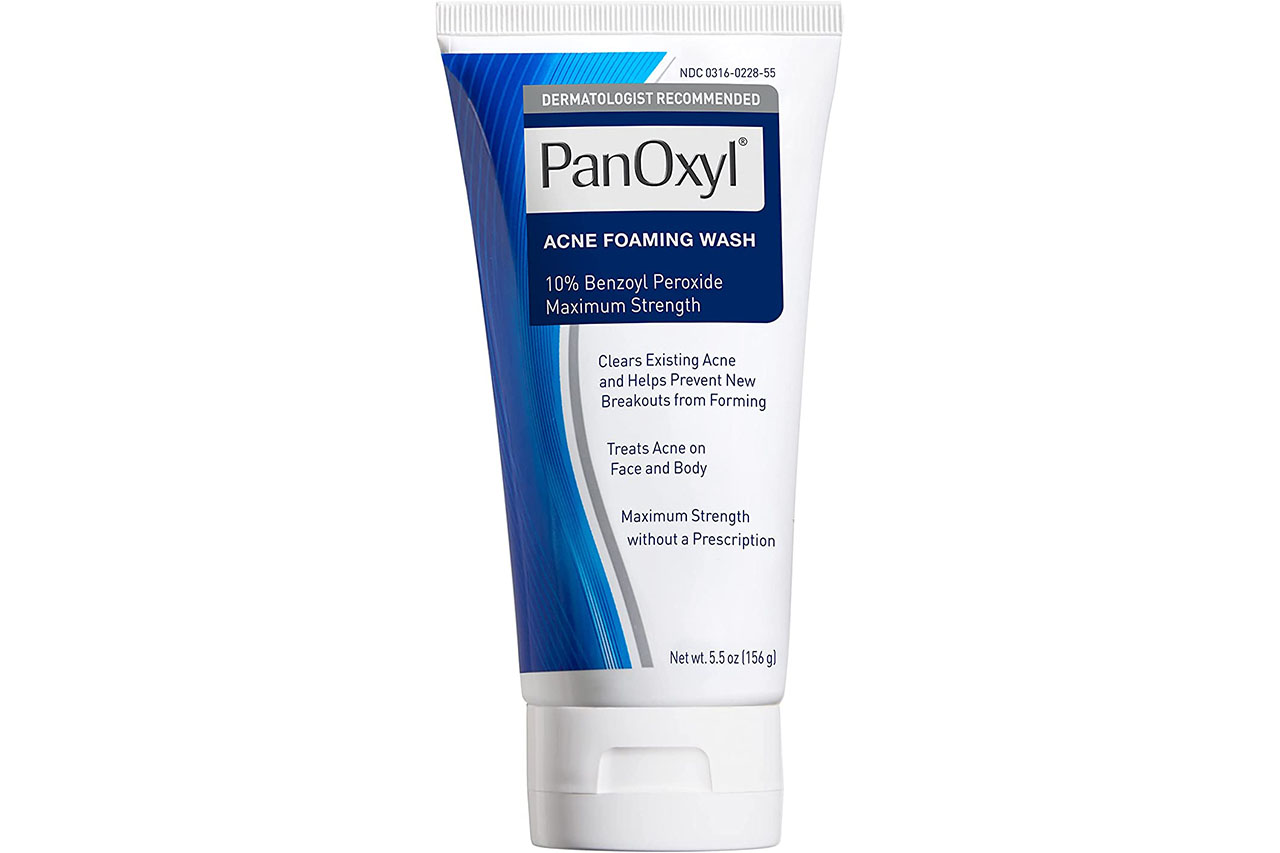 NDC 0316-0228-55
DERMATOLOGIST RECOMMENDED
PanOxyl®
ACNE FOAMING WASH
10% Benzoyl Peroxide
Maximum Strength
Clears Existing Acne
and Helps Prevent New
Breakouts from Forming
Treats Acne on
Face and Body
Maximum Strength
without a Prescription
Net wt. 5.5 oz (156 g)